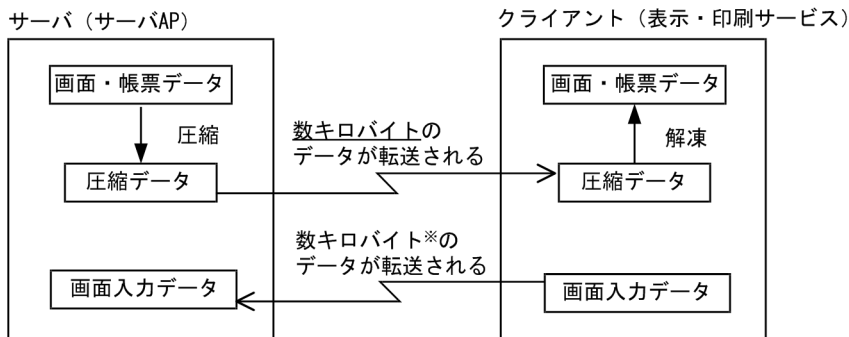 サーバ（サーバAP）
クライアント（表示・印刷サービス）
画面・帳票データ
画面・帳票データ
圧縮
数キロバイトの
データが転送される
解凍
圧縮データ
圧縮データ
数キロバイト※の
データが転送される
画面入力データ
画面入力データ